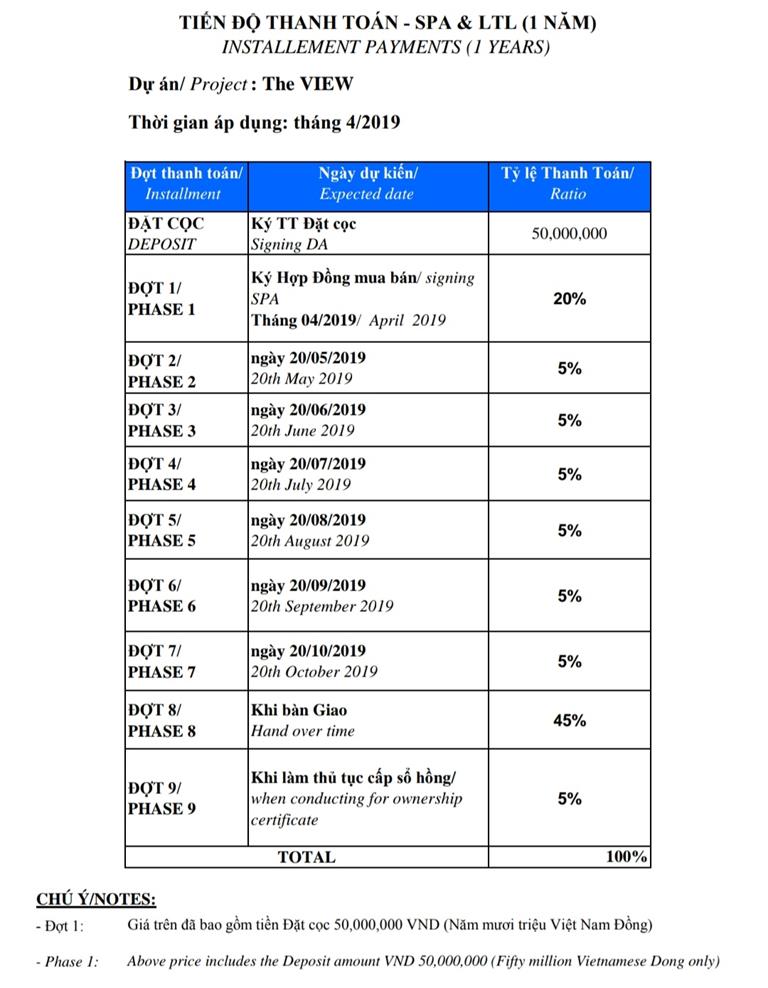 TIẾN ĐỘ THANH TOÁN - SPA & LTL (1 NĂM)
INSTALLEMENT PAYMENTS (1 YEARS)
Dự án/ Project : The VIEW
Thời gian áp dụng: tháng 4/2019
Đợt thanh toán/ Ngày dự kiến/ Tỷ lệ Thanh Toán/
Installment Expected date Ratio
ĐẶT CỌC Ký TT Đặt cọc 50,000,000
DEPOSIT Signing DA
ĐỢT 1/ Ký Hợp Đồng mua bán/ signing 20%
PHASE 1 SPA
Tháng 04/2019/ April 2019
ĐỢT 2/ ngày 20/05/2019 5%
PHASE 2 20th May 2019
ĐỢT 3/ ngày 20/06/2019 5%
PHASE 3 20th June 2019
ĐỢT 4/ ngày 20/07/2019 5%
PHASE 4 20th July 2019
ĐỢT 5/ ngày 20/08/2019 5%
PHASE 5 20th August 2019
ĐỢT 6/ ngày 20/09/2019 5%
PHASE 6 20th September 2019
ĐỢT 7/ ngày 20/10/2019 5%
PHASE 7 20th October 2019
ĐỢT 8/ Khi bàn Giao 45%
PHASE 8 Hand over time
ĐỢT 9/ Khi làm thủ tục cấp sổ hồng/ 5%
PHASE 9 when conducting for ownership
certificate
TOTAL 100%
CHÚ Ý/NOTES:
- Đợt 1: Giá trên đã bao gồm tiền Đặt cọc 50,000,000 VND (Năm mươi triệu Việt Nam Đồng)
- Phase 1: Above price includes the Deposit amount VND 50,000,000 (Fifty million Vietnamese Dong only)